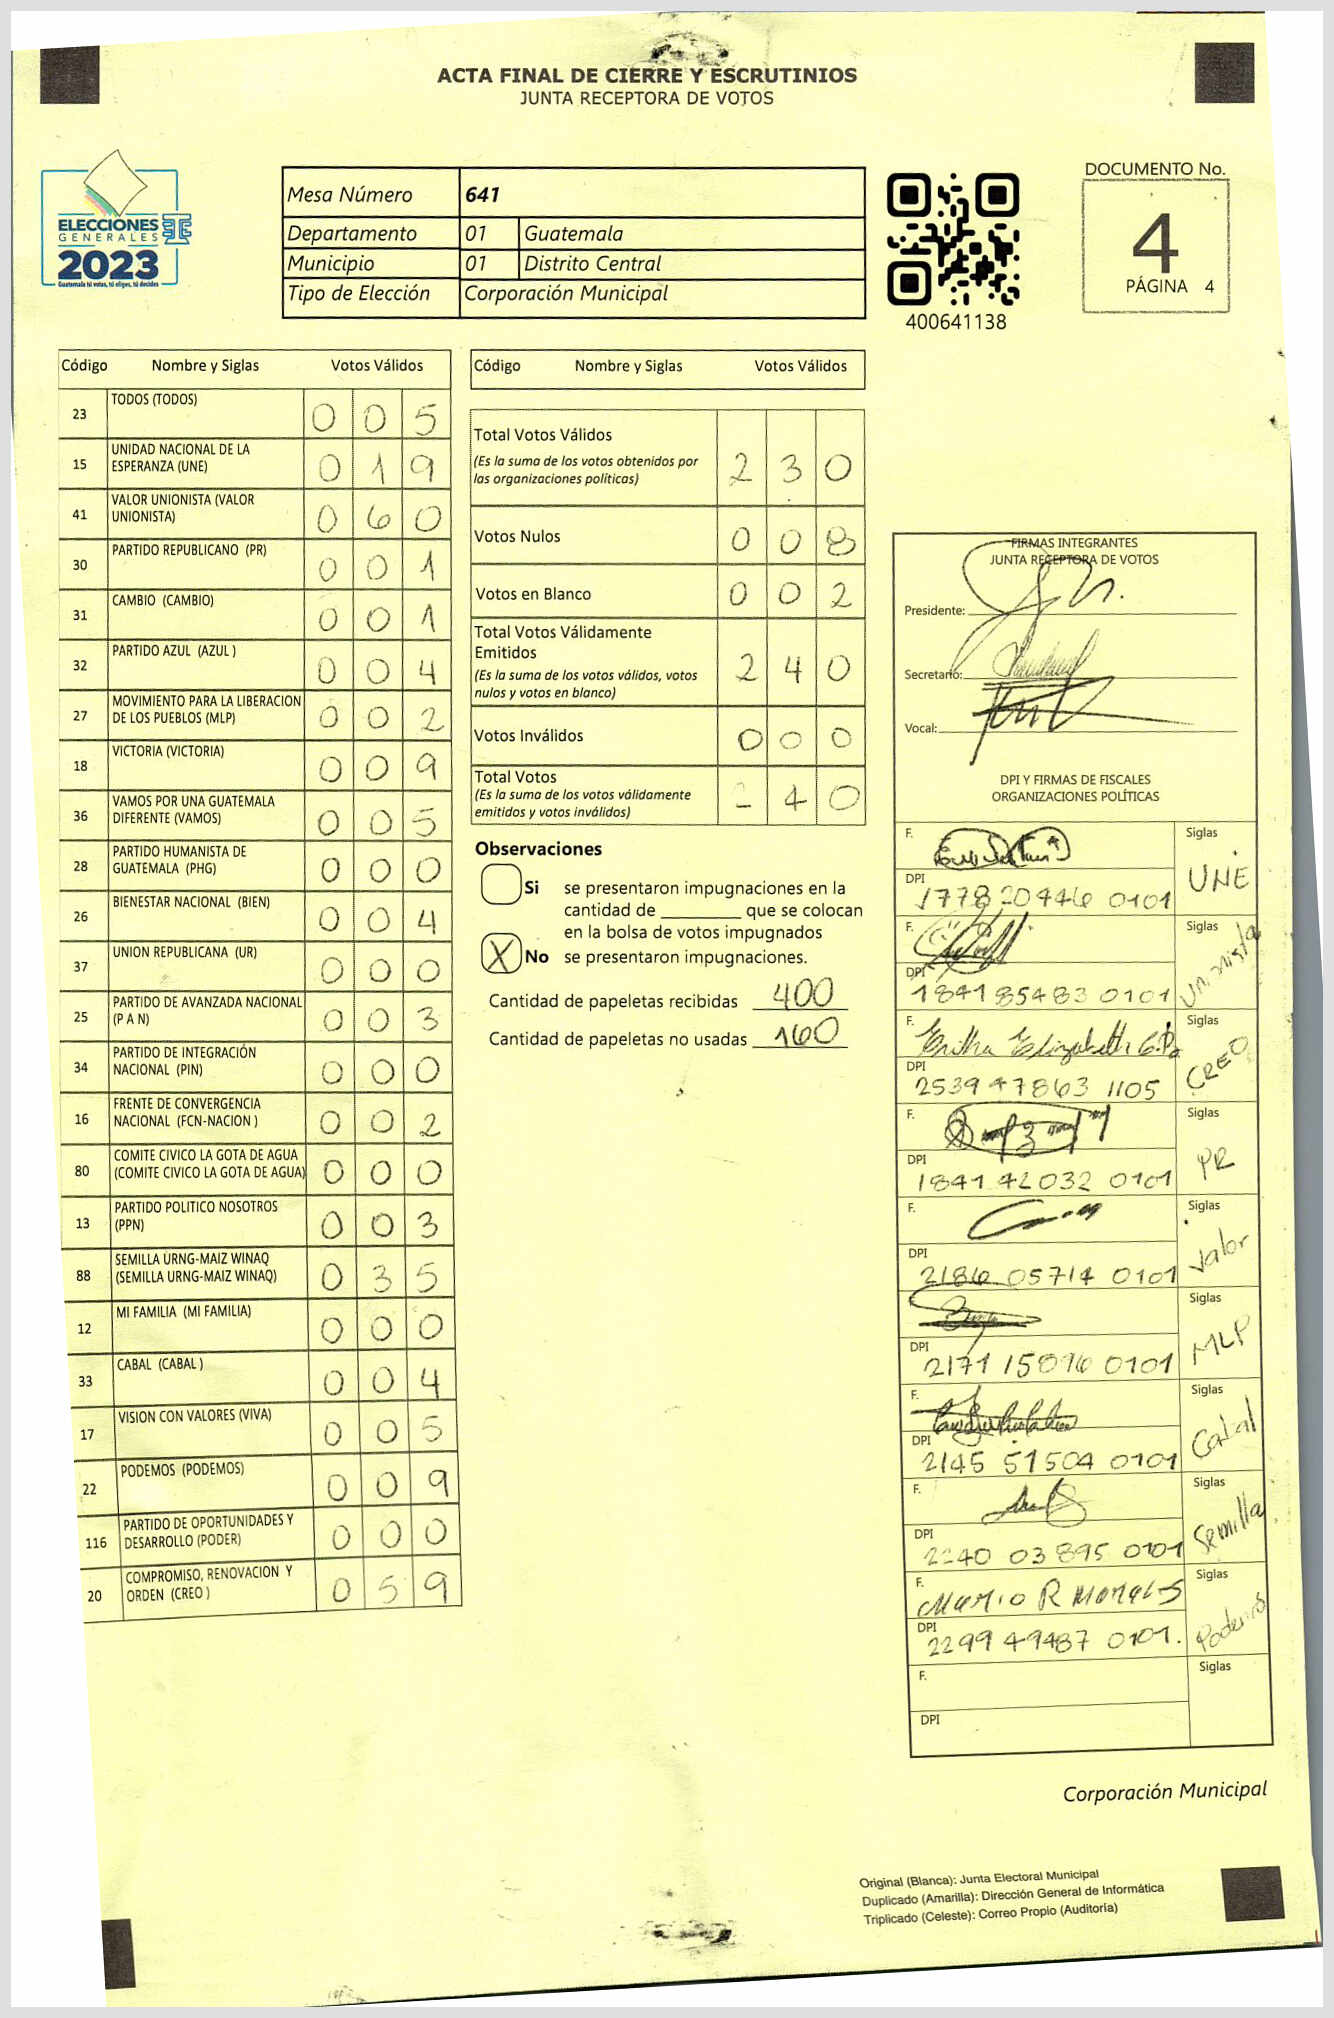 ACTA FINAL DE CIERRE Y ESCRUTINIOS
JUNTA RECEPTORA DE VOTOS
ELECCIONES
GENERALES
2023
Guatemala tú votas, tú eliges, tú decides
Mesa Número 641
Departamento 01 Guatemala
Municipio 01 Distrito Central
Tipo de Elección Corporación Municipal
400641138
DOCUMENTO No.
4
PÁGINA 4
Código Nombre y Siglas Votos Válidos
23 TODOS (TODOS) 0 0 5
15 UNIDAD NACIONAL DE LA
ESPERANZA (UNE) 0 1 9
41 VALOR UNIONISTA (VALOR
UNIONISTA) 0 6 0
30 PARTIDO REPUBLICANO (PR) 0 0 1
31 CAMBIO (CAMBIO) 0 0 1
32 PARTIDO AZUL (AZUL ) 0 0 4
27 MOVIMIENTO PARA LA LIBERACION
DE LOS PUEBLOS (MLP) 0 0 2
18 VICTORIA (VICTORIA) 0 0 9
36 VAMOS POR UNA GUATEMALA
DIFERENTE (VAMOS) 0 0 5
28 PARTIDO HUMANISTA DE
GUATEMALA (PHG) 0 0 0
26 BIENESTAR NACIONAL (BIEN) 0 0 4
37 UNION REPUBLICANA (UR) 0 0 0
25 PARTIDO DE AVANZADA NACIONAL
(P A N) 0 0 3
34 PARTIDO DE INTEGRACIÓN
NACIONAL (PIN) 0 0 0
16 FRENTE DE CONVERGENCIA
NACIONAL (FCN-NACION ) 0 0 2
80 COMITE CIVICO LA GOTA DE AGUA
(COMITE CIVICO LA GOTA DE AGUA) 0 0 0
13 PARTIDO POLITICO NOSOTROS
(PPN) 0 0 3
88 SEMILLA URNG-MAIZ WINAQ
(SEMILLA URNG-MAIZ WINAQ) 0 3 5
12 MI FAMILIA (MI FAMILIA) 0 0 0
33 CABAL (CABAL ) 0 0 4
17 VISION CON VALORES (VIVA) 0 0 5
22 PODEMOS (PODEMOS) 0 0 9
116 PARTIDO DE OPORTUNIDADES Y
DESARROLLO (PODER) 0 0 0
20 COMPROMISO, RENOVACION Y
ORDEN (CREO ) 0 5 9
Código Nombre y Siglas Votos Válidos
Total Votos Válidos
(Es la suma de los votos obtenidos por
las organizaciones políticas) 2 3 0
Votos Nulos 0 0 8
Votos en Blanco 0 0 2
Total Votos Válidamente
Emitidos
(Es la suma de los votos válidos, votos
nulos y votos en blanco) 2 4 0
Votos Inválidos 0 0 0
Total Votos
(Es la suma de los votos válidamente
emitidos y votos inválidos) 2 4 0
Observaciones
Si se presentaron impugnaciones en la
cantidad de ________ que se colocan
en la bolsa de votos impugnados
X No se presentaron impugnaciones.
Cantidad de papeletas recibidas 400
Cantidad de papeletas no usadas 160
FIRMAS INTEGRANTES
JUNTA RECEPTORA DE VOTOS
Presidente:
Secretario:
Vocal:
DPI Y FIRMAS DE FISCALES
ORGANIZACIONES POLÍTICAS
F. Siglas
UNE
DPI
1778 20446 0101
F. Siglas
Unionista
DPI
1841 85483 0101
F. Erika Elizabeth G.P. Siglas
CREO
DPI
2539 47863 1105
F. Siglas
PR
DPI
1841 42032 0101
F. Siglas
Valor
DPI
2186 05714 0101
F. Siglas
MLP
DPI
2171 15096 0101
F. Siglas
Cabal
DPI
2145 51504 0101
F. Siglas
Semilla
DPI
2240 03895 0101
F. Mario R Morales Siglas
Podemos
DPI
2299 49487 0101.
F. Siglas
DPI
Corporación Municipal
Original (Blanca): Junta Electoral Municipal
Duplicado (Amarilla): Dirección General de Informática
Triplicado (Celeste): Correo Propio (Auditoría)